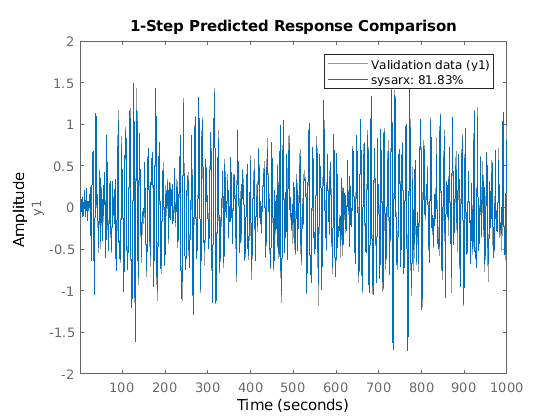 1-Step Predicted Response Comparison
Validation data (y1)
sysarx: 81.83%
2
1.5
1
0.5
0
-0.5
-1
-1.5
-2
Amplitude
y1
100 200 300 400 500 600 700 800 900 1000
Time (seconds)